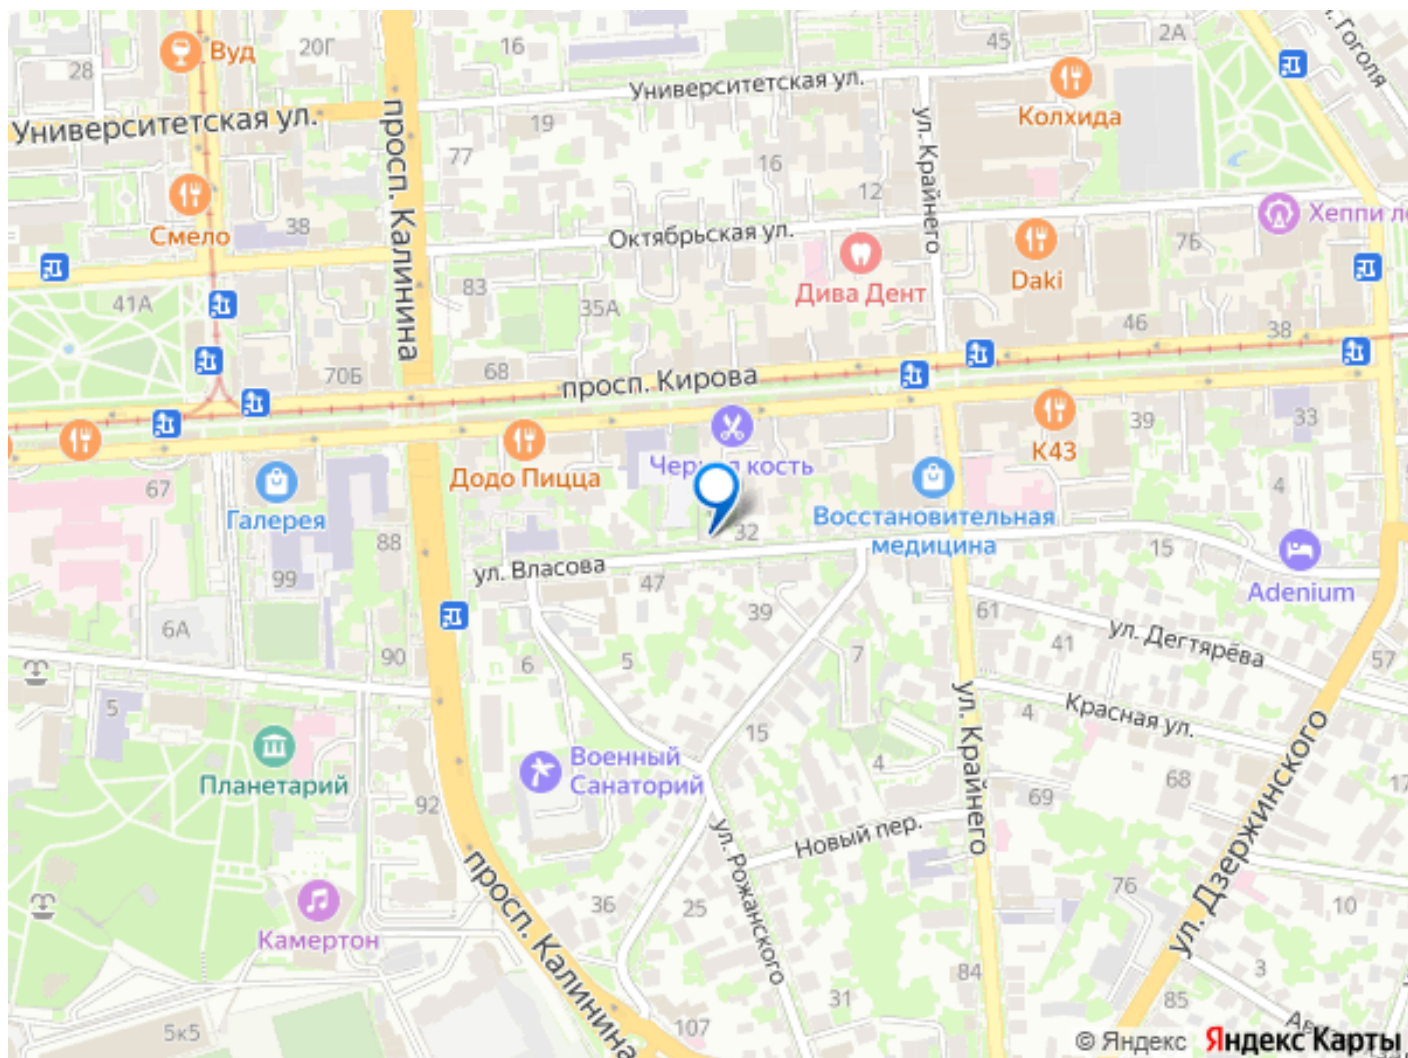 Вуд
20Г
16
45
2А
Гоголя
28
Университетская ул.
Колхида
Университетская ул.
19
77
просп. Калинина
16
12
ул. Крайнего
Смело
38
Октябрьская ул.
Хеппи
7Б
Дива Дент
Daki
41А
83
35А
46
38
70Б
68
просп. Кирова
39
33
К43
Додо Пицца
67
Галерея
4
88
32
Восстановительная
медицина
15
99
ул. Власова
47
39
Adenium
61
6А
ул. Дегтярёва
41
57
90
6
5
7
5
ул. Крайнего
4
Красная ул.
15
Планетарий
Военный
Санаторий
4
68
17
69
92
Новый пер.
ул. Рожанского
ул. Дзержинского
просп. Калинина
76
36
25
10
Камертон
84
3
31
85
5к5
107
© Яндекс Яндекс Карты